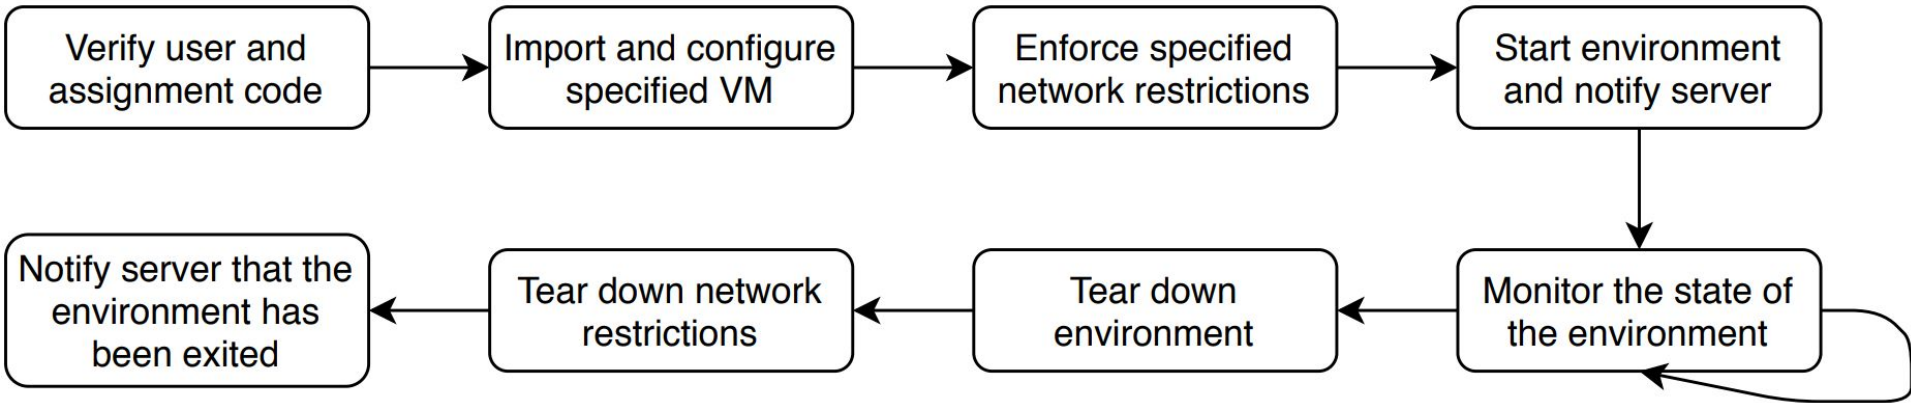 Verify user and
assignment code
Import and configure
specified VM
Enforce specified
network restrictions
Start environment
and notify server
Monitor the state of
the environment
Tear down
environment
Tear down network
restrictions
Notify server that the
environment has
been exited